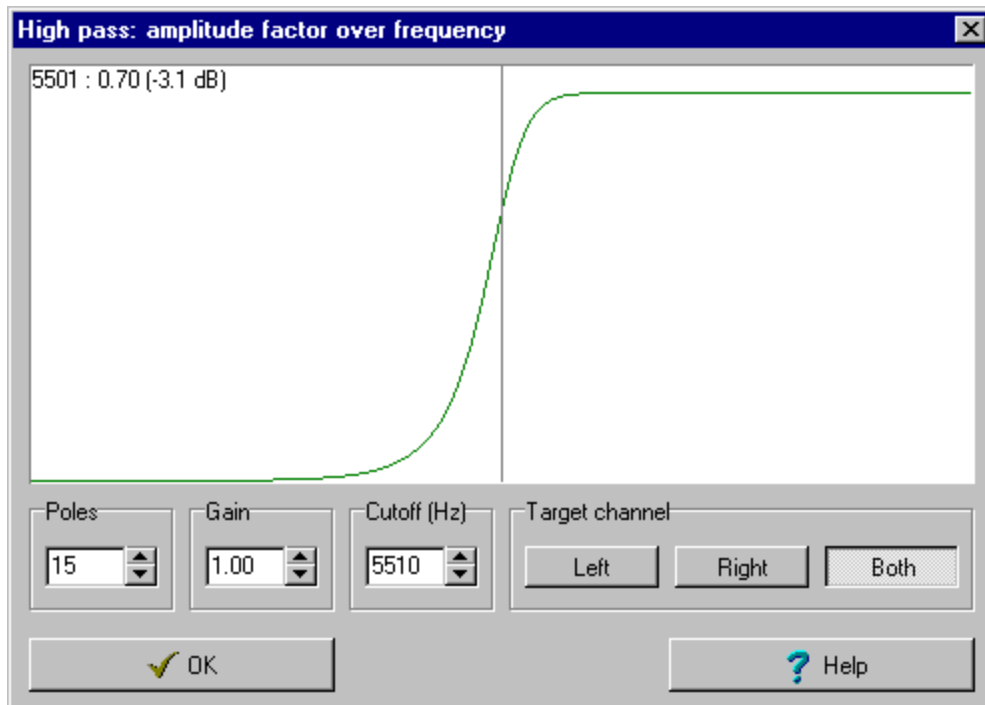 High pass: amplitude factor over frequency
5501 : 0.70 (-3.1 dB)
Poles Gain Cutoff (Hz) Target channel
15 1.00 5510 Left Right Both
OK Help